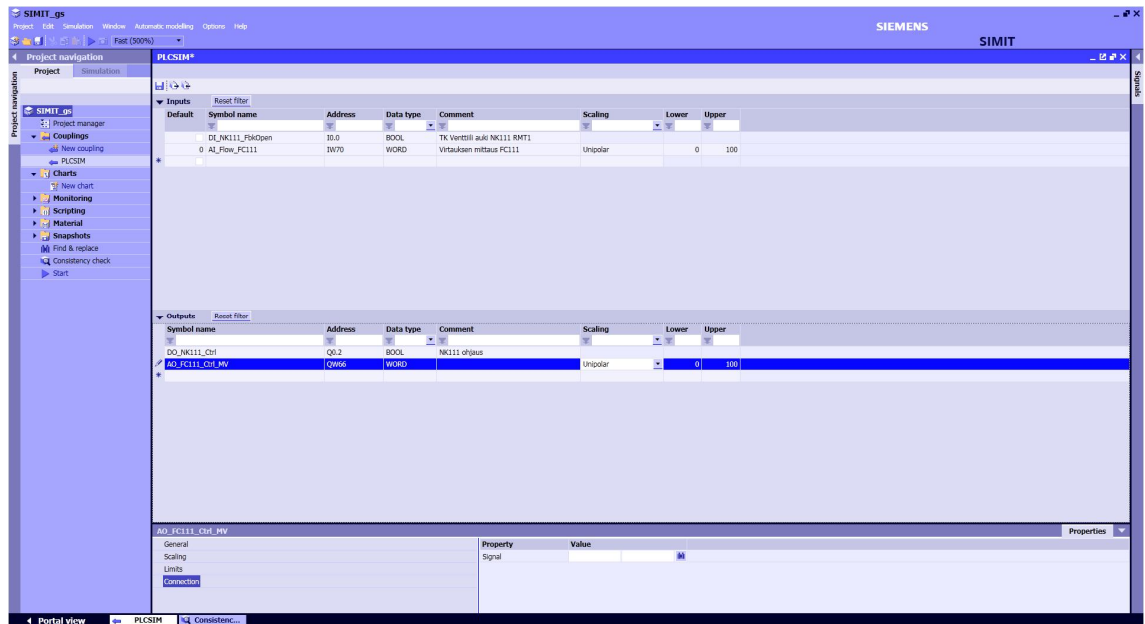 SIMIT_gs
Project Edit Simulation Window Automatic modelling Options Help
SIEMENS
Fast (500%)
SIMIT
Project navigation
PLCSIM*
Project Simulation
Project navigation
Signals
Inputs Reset filter
Default Symbol name Address Data type Comment Scaling Lower Upper
DI_NK111_FbkOpen I0.0 BOOL TK Venttiili auki NK111 RMT1
0 AI_Flow_FC111 IW70 WORD Virtauksen mittaus FC111 Unipolar 0 100
SIMIT_gs
Project manager
Couplings
New coupling
PLCSIM
Charts
New chart
Monitoring
Scripting
Material
Snapshots
Find & replace
Consistency check
Start
Outputs Reset filter
Symbol name Address Data type Comment Scaling Lower Upper
DO_NK111_Ctrl Q0.2 BOOL NK111 ohjaus
AO_FC111_Ctrl_MV QW66 WORD Unipolar 0 100
AO_FC111_Ctrl_MV Properties
General
Scaling
Limits
Connection
Property Value
Signal
Portal view PLCSIM Consistenc...